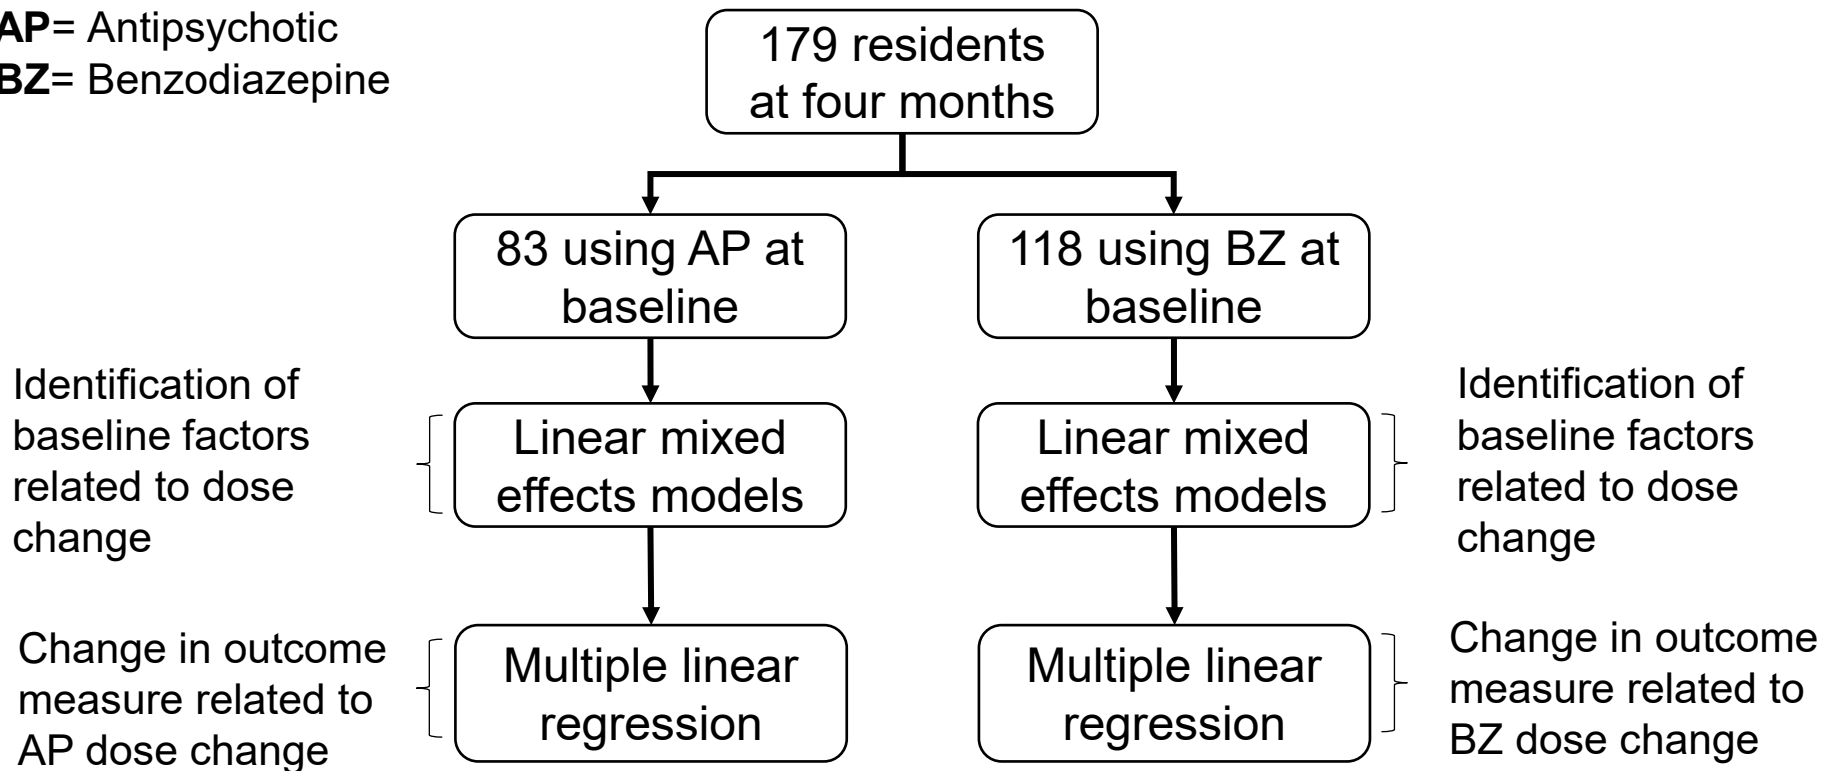 AP= Antipsychotic
BZ= Benzodiazepine
179 residents
at four months
83 using AP at
baseline
118 using BZ at
baseline
Identification of
baseline factors
related to dose
change
Linear mixed
effects models
Linear mixed
effects models
Identification of
baseline factors
related to dose
change
Change in outcome
measure related to
AP dose change
Multiple linear
regression
Multiple linear
regression
Change in outcome
measure related to
BZ dose change